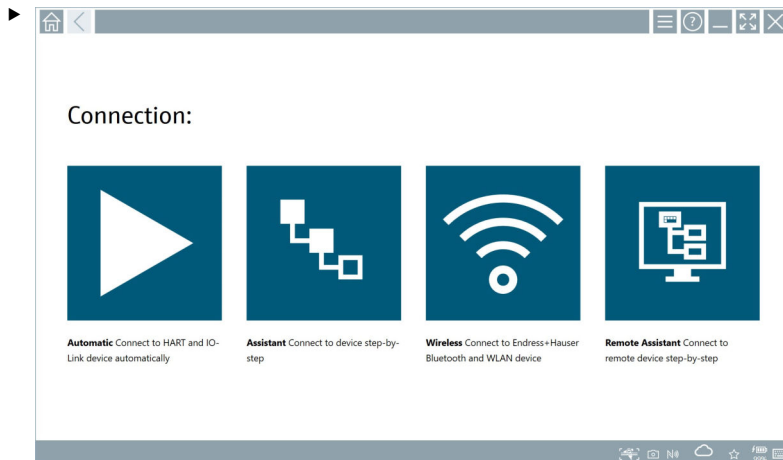 Connection:
Automatic Connect to HART and IO-
Link device automatically
Assistant Connect to device step-by-
step
Wireless Connect to Endress+Hauser
Bluetooth and WLAN device
Remote Assistant Connect to
remote device step-by-step
99%